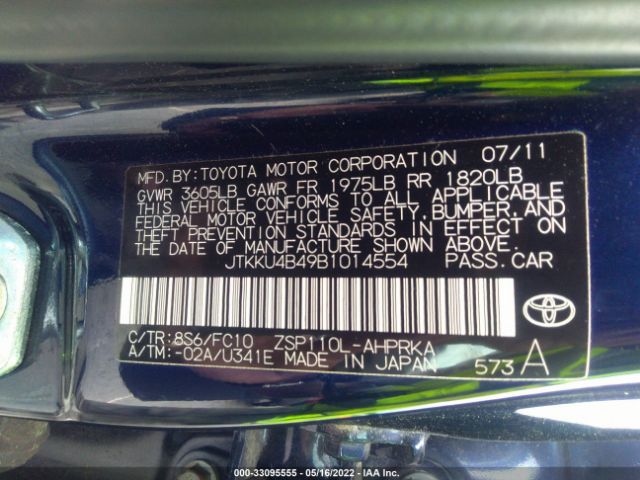 MFD.BY:TOYOTA MOTOR CORPORATION 07/11
GVWR 3605LB GAWR FR 1975LB RR 1820LB
THIS VEHICLE CONFORMS TO ALL APPLICABLE
FEDERAL MOTOR VEHICLE SAFETY,BUMPER,AND
THEFT PREVENTION STANDARDS IN EFFECT ON
THE DATE OF MANUFACTURE SHOWN ABOVE.
JTKKU4B49B1014554 PASS.CAR
C/TR:8S6/FC10 ZSP110L-AHPRKA
A/TM:-02A/U341E MADE IN JAPAN 573 A
000-33095555 - 05/16/2022 - IAA Inc.